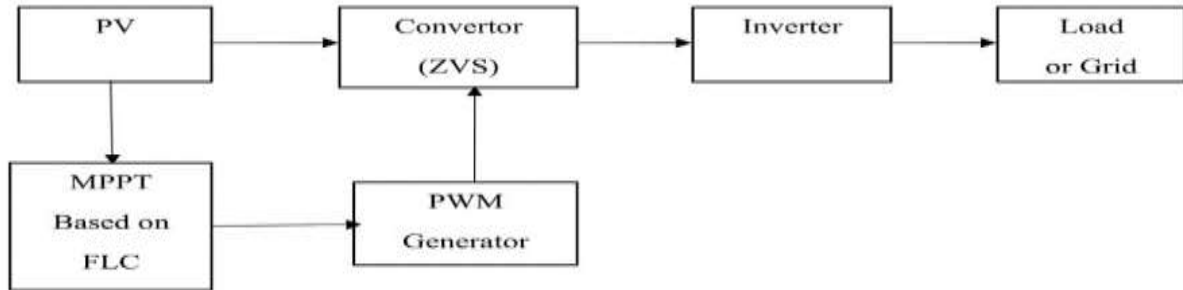 PV
Convertor
(ZVS)
Inverter
Load
or Grid
MPPT
Based on
FLC
PWM
Generator